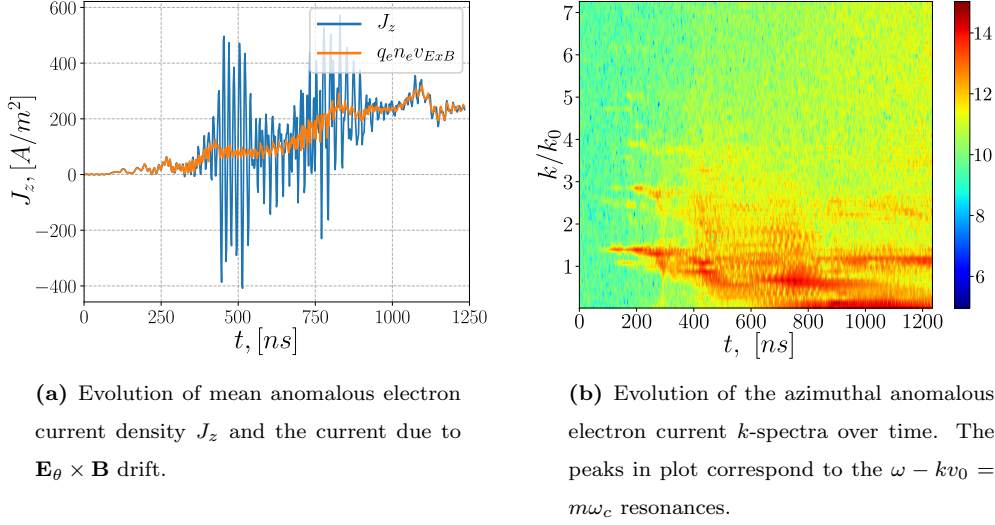 600
400
200
0
−200
−400
0
250
500
750
1000
1250
J_z, [A/m^2]
t, [ns]
J_z
q_e n_e v_{ExB}
7
6
5
4
3
2
1
0
200
400
600
800
1000
1200
k/k_0
t, [ns]
14
12
10
8
6
(a) Evolution of mean anomalous electron
current density J_z and the current due to
E_θ × B drift.
(b) Evolution of the azimuthal anomalous
electron current k-spectra over time. The
peaks in plot correspond to the ω − kv_0 =
mω_c resonances.